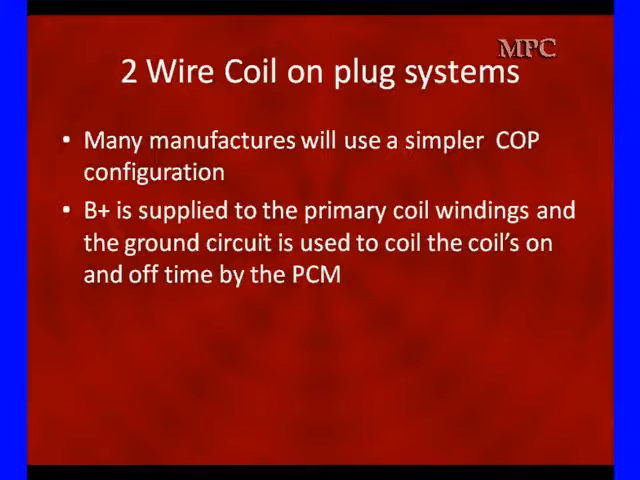 MPC
2 Wire Coil on plug systems
• Many manufactures will use a simpler COP
configuration
• B+ is supplied to the primary coil windings and
the ground circuit is used to coil the coil's on
and off time by the PCM